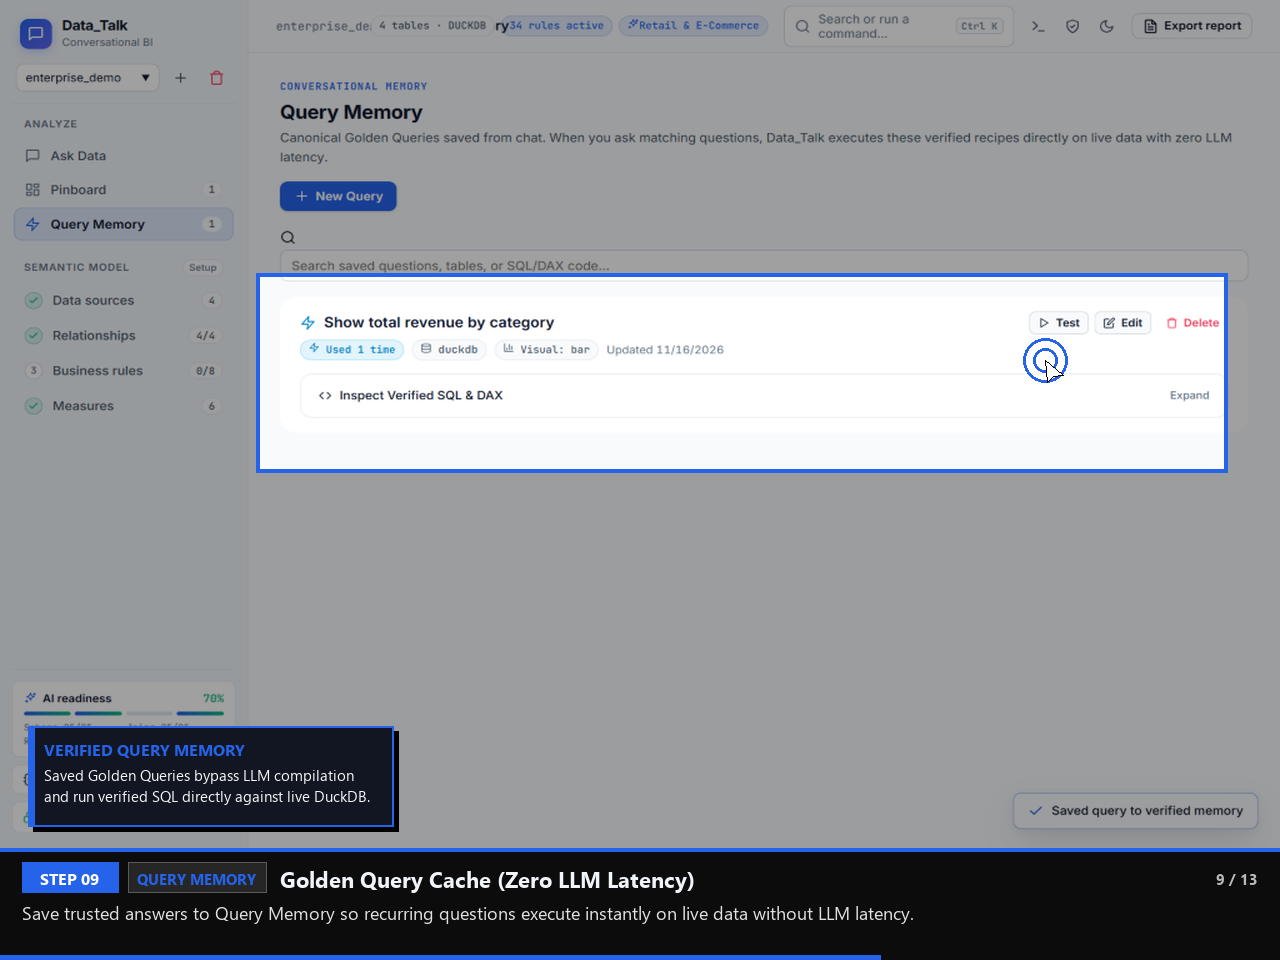 Data_Talk
Conversational BI
enterprise_demo
ANALYZE
Ask Data
Pinboard 1
Query Memory 1
SEMANTIC MODEL Setup
Data sources 4
Relationships 4/4
3 Business rules 0/8
Measures 6
AI readiness 70%
4 tables · DUCKDB
34 rules active
Retail & E-Commerce
Search or run a command...
Ctrl K
Export report
CONVERSATIONAL MEMORY
Query Memory
Canonical Golden Queries saved from chat. When you ask matching questions, Data_Talk executes these verified recipes directly on live data with zero LLM
latency.
New Query
Search saved questions, tables, or SQL/DAX code...
Show total revenue by category
Test Edit Delete
Used 1 time duckdb Visual: bar Updated 11/16/2026
Inspect Verified SQL & DAX Expand
VERIFIED QUERY MEMORY
Saved Golden Queries bypass LLM compilation
and run verified SQL directly against live DuckDB.
Saved query to verified memory
STEP 09 QUERY MEMORY Golden Query Cache (Zero LLM Latency) 9 / 13
Save trusted answers to Query Memory so recurring questions execute instantly on live data without LLM latency.